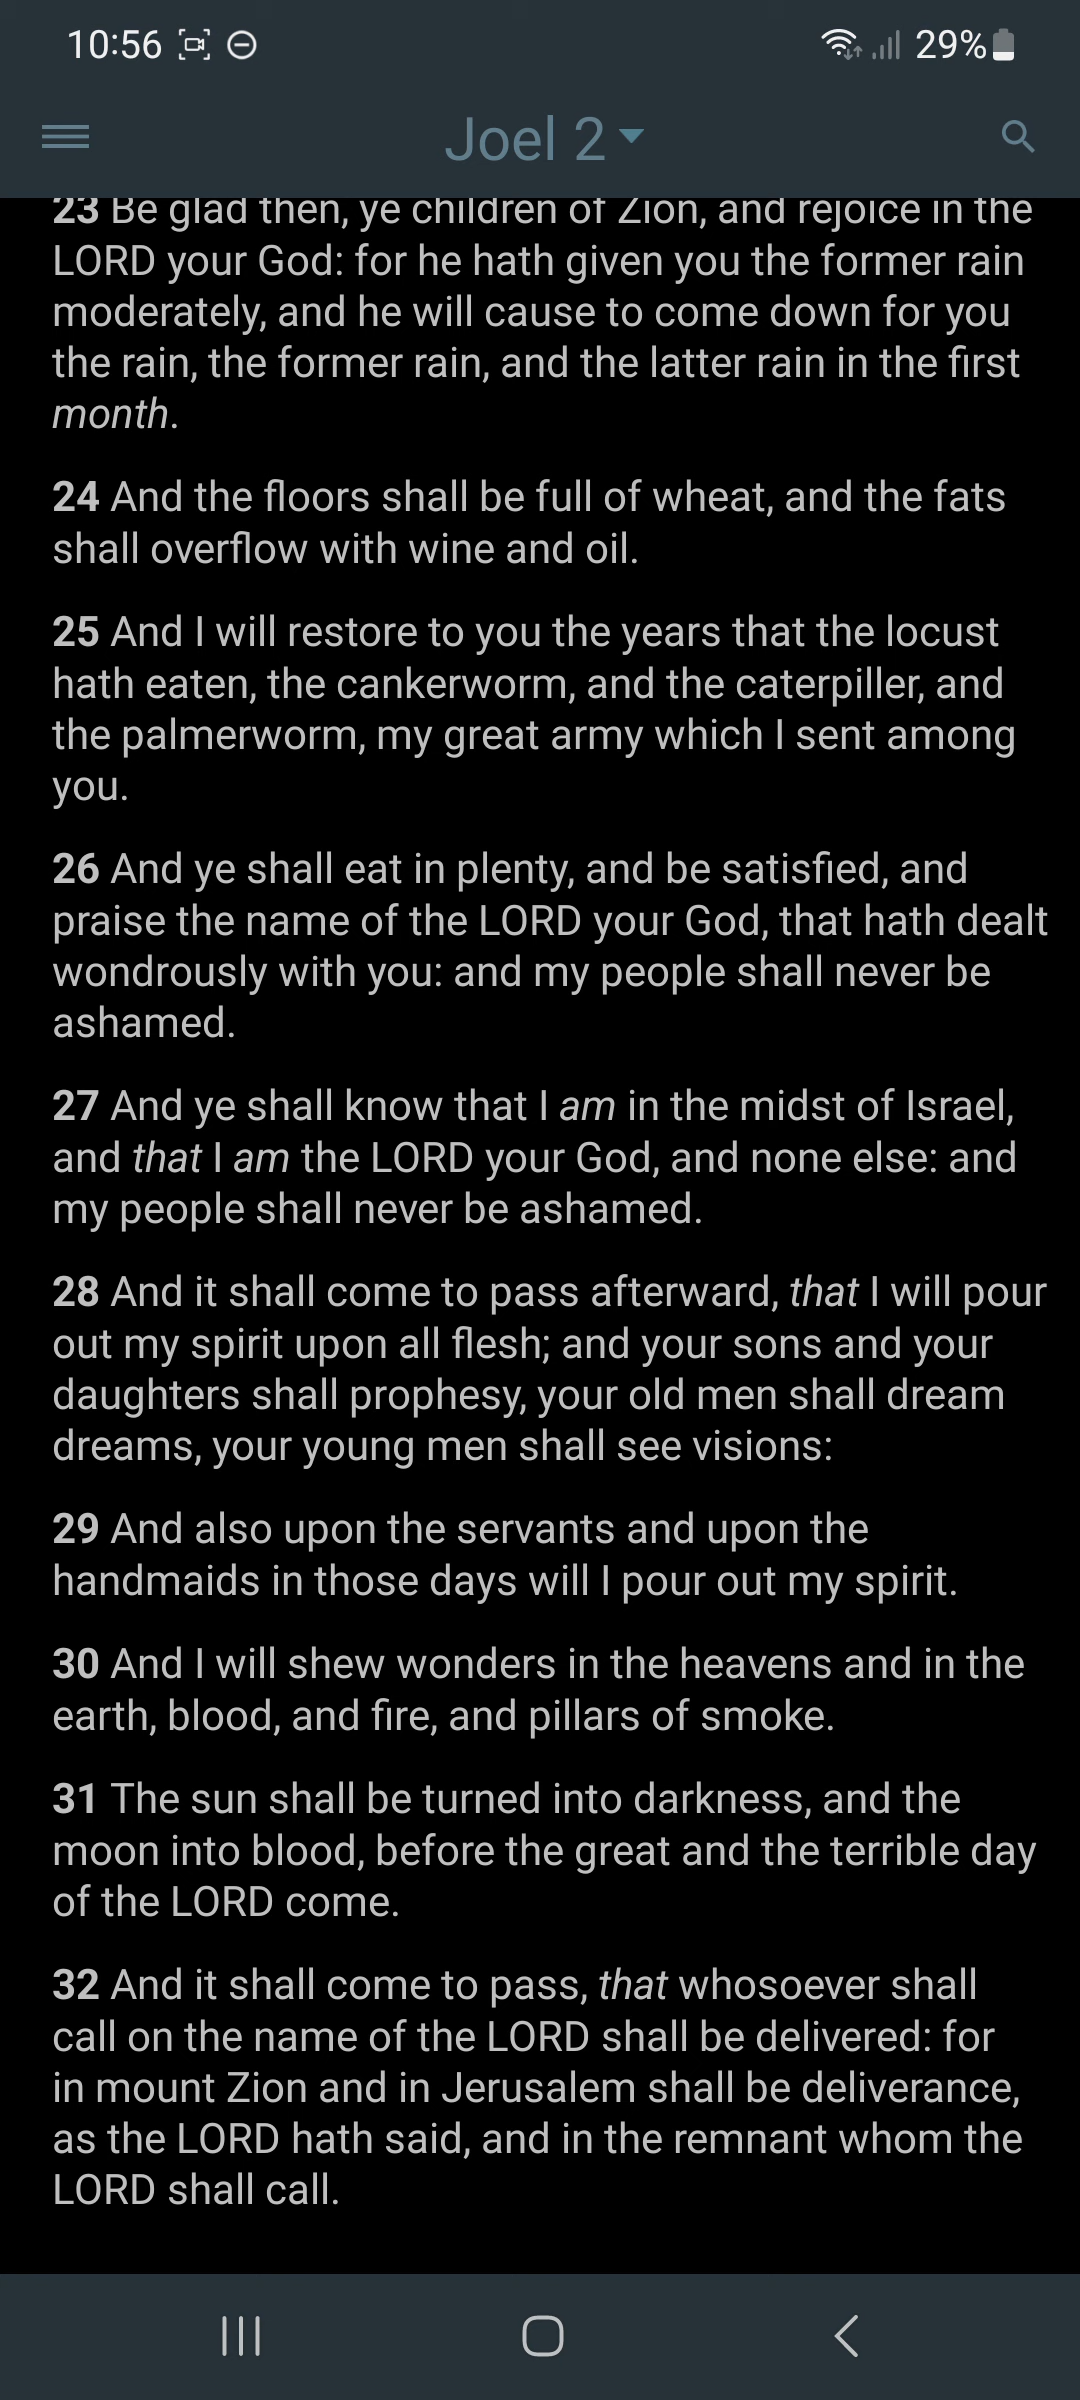 10:56 29%
Joel 2
23 Be glad then, ye children of Zion, and rejoice in the
LORD your God: for he hath given you the former rain
moderately, and he will cause to come down for you
the rain, the former rain, and the latter rain in the first
month.
24 And the floors shall be full of wheat, and the fats
shall overflow with wine and oil.
25 And I will restore to you the years that the locust
hath eaten, the cankerworm, and the caterpiller, and
the palmerworm, my great army which I sent among
you.
26 And ye shall eat in plenty, and be satisfied, and
praise the name of the LORD your God, that hath dealt
wondrously with you: and my people shall never be
ashamed.
27 And ye shall know that I am in the midst of Israel,
and that I am the LORD your God, and none else: and
my people shall never be ashamed.
28 And it shall come to pass afterward, that I will pour
out my spirit upon all flesh; and your sons and your
daughters shall prophesy, your old men shall dream
dreams, your young men shall see visions:
29 And also upon the servants and upon the
handmaids in those days will I pour out my spirit.
30 And I will shew wonders in the heavens and in the
earth, blood, and fire, and pillars of smoke.
31 The sun shall be turned into darkness, and the
moon into blood, before the great and the terrible day
of the LORD come.
32 And it shall come to pass, that whosoever shall
call on the name of the LORD shall be delivered: for
in mount Zion and in Jerusalem shall be deliverance,
as the LORD hath said, and in the remnant whom the
LORD shall call.